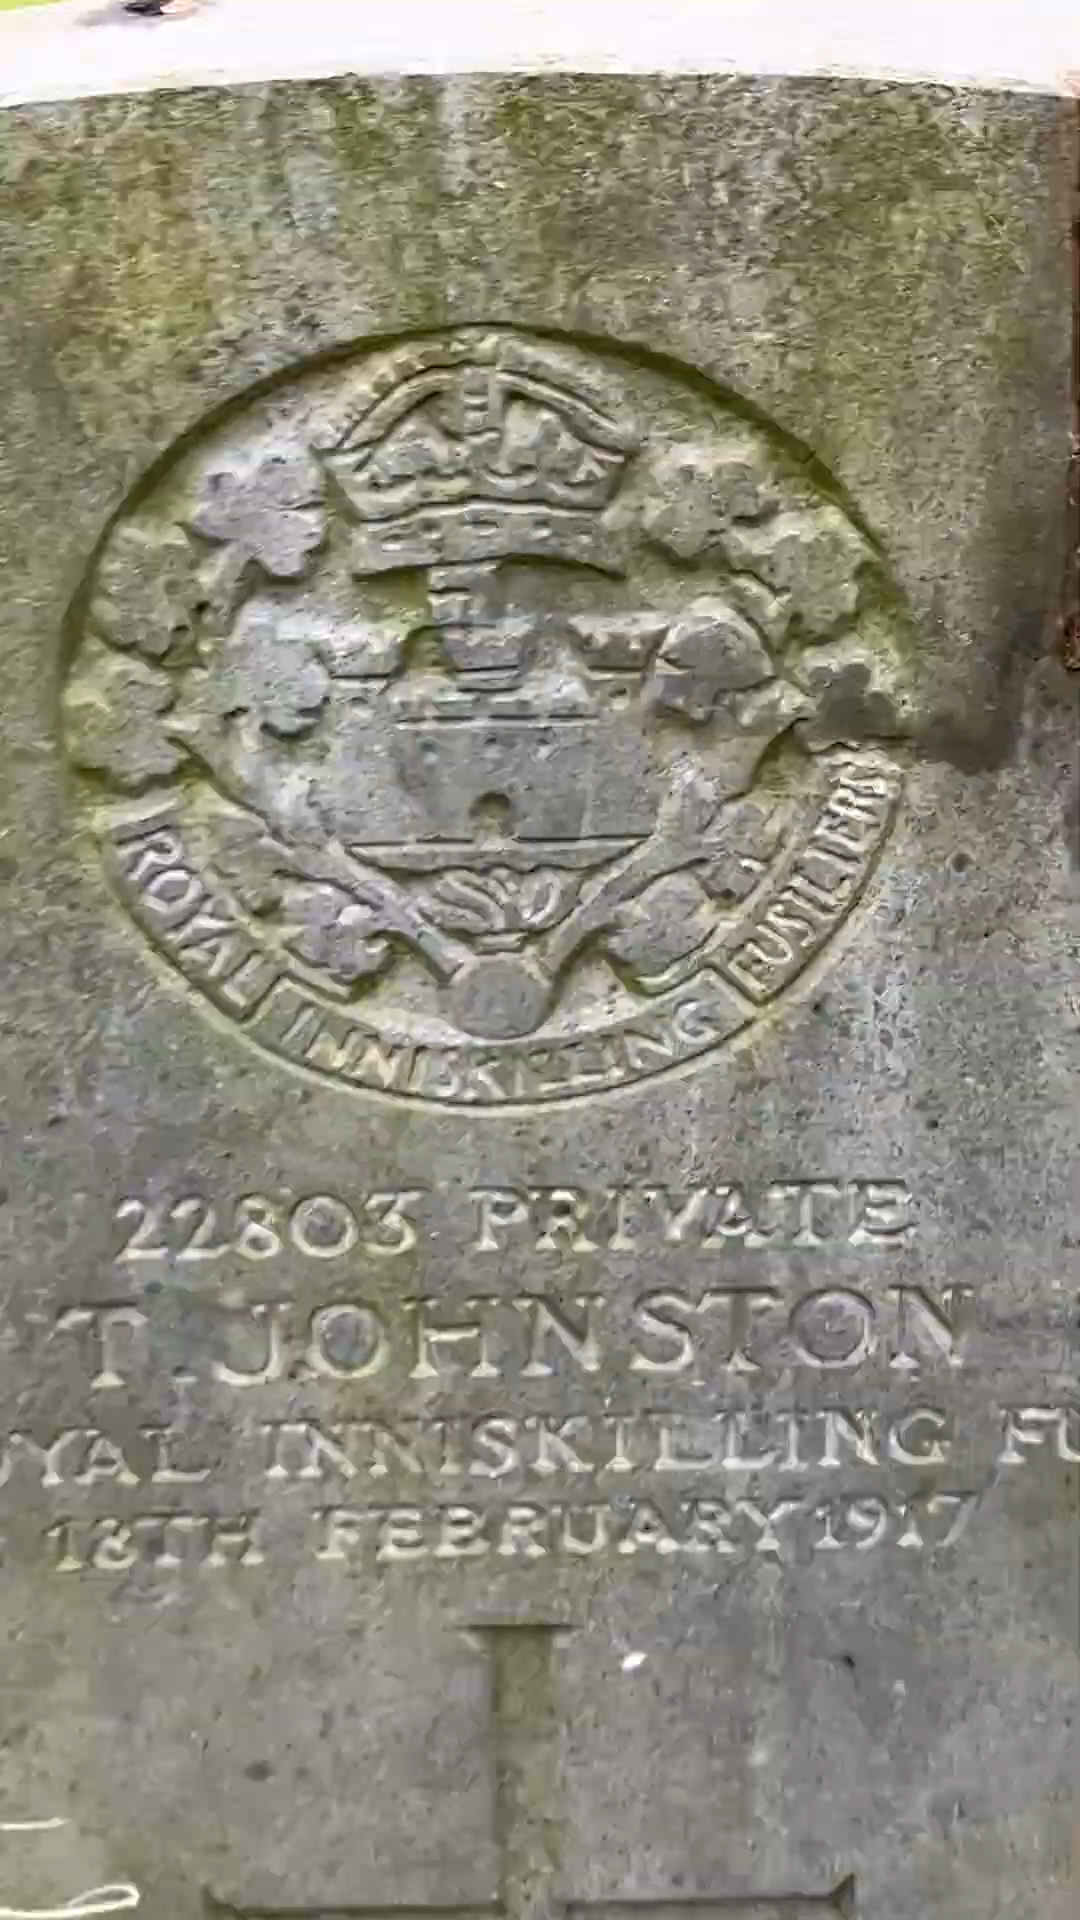 ROYAL INNISKILLING FUSILIERS
22803 PRIVATE
T. JOHNSTON
YAL INNISKILLING FU
18TH FEBRUARY 1917